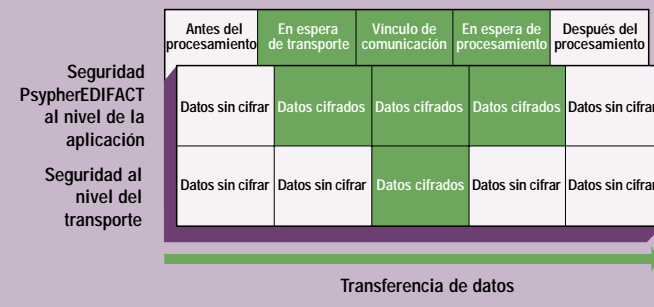 Antes del procesamiento
En espera de transporte
Vínculo de comunicación
En espera de procesamiento
Después del procesamiento
Seguridad
PsypherEDIFACT
al nivel de la
aplicación
Datos sin cifrar
Datos cifrados
Datos cifrados
Datos cifrados
Datos sin cifrar
Seguridad al
nivel del
transporte
Datos sin cifrar
Datos sin cifrar
Datos cifrados
Datos sin cifrar
Datos sin cifrar
Transferencia de datos